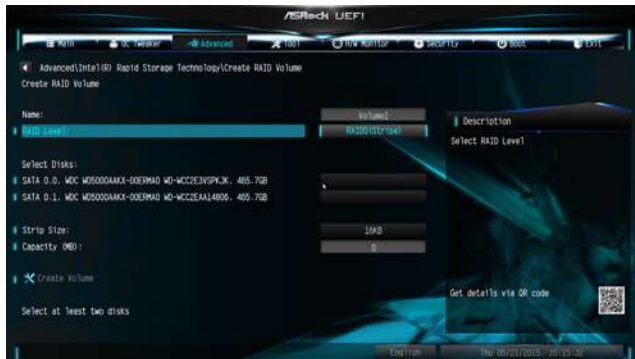 ASRock UEFI
Main OC Tweaker Advanced Tool H/W Monitor Security Boot Exit
Advanced\Intel(R) Rapid Storage Technology\Create RAID Volume
Create RAID Volume
Name: Volume1
RAID Level: RAID0(Stripe)
Description
Select RAID Level
Select Disks:
SATA 0.0, WDC WD5000AAKX-00ERMA0 WD-WCC2E3VSPKJK, 465.7GB
SATA 0.1, WDC WD5000AAKX-00ERMA0 WD-WCC2EAA14806, 465.7GB
Strip Size: 16KB
Capacity (MB): 0
Create Volume
Get details via QR code
Select at least two disks
English Thu 05/21/2015, 20:15:32